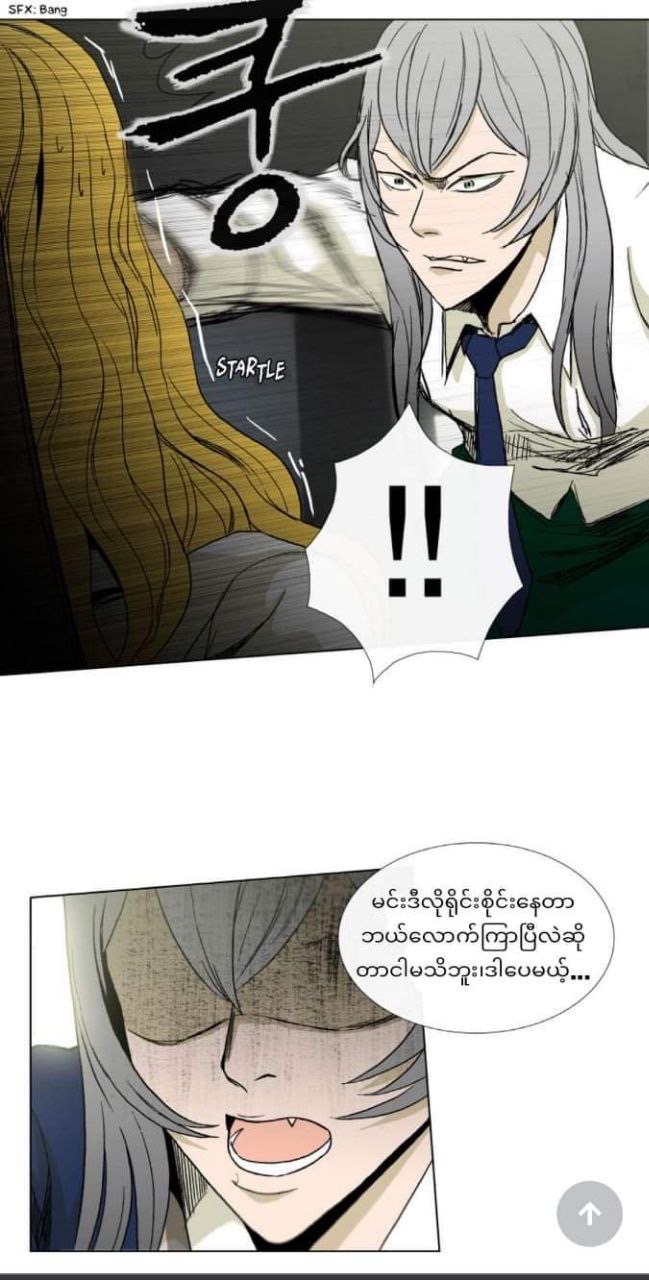 SFX: Bang
쿵
STARTLE
!!
မင်းဒီလိုရိုင်းစိုင်းနေတာ
ဘယ်လောက်ကြာပြီလဲဆို
တာငါမသိဘူး၊ဒါပေမယ့်...